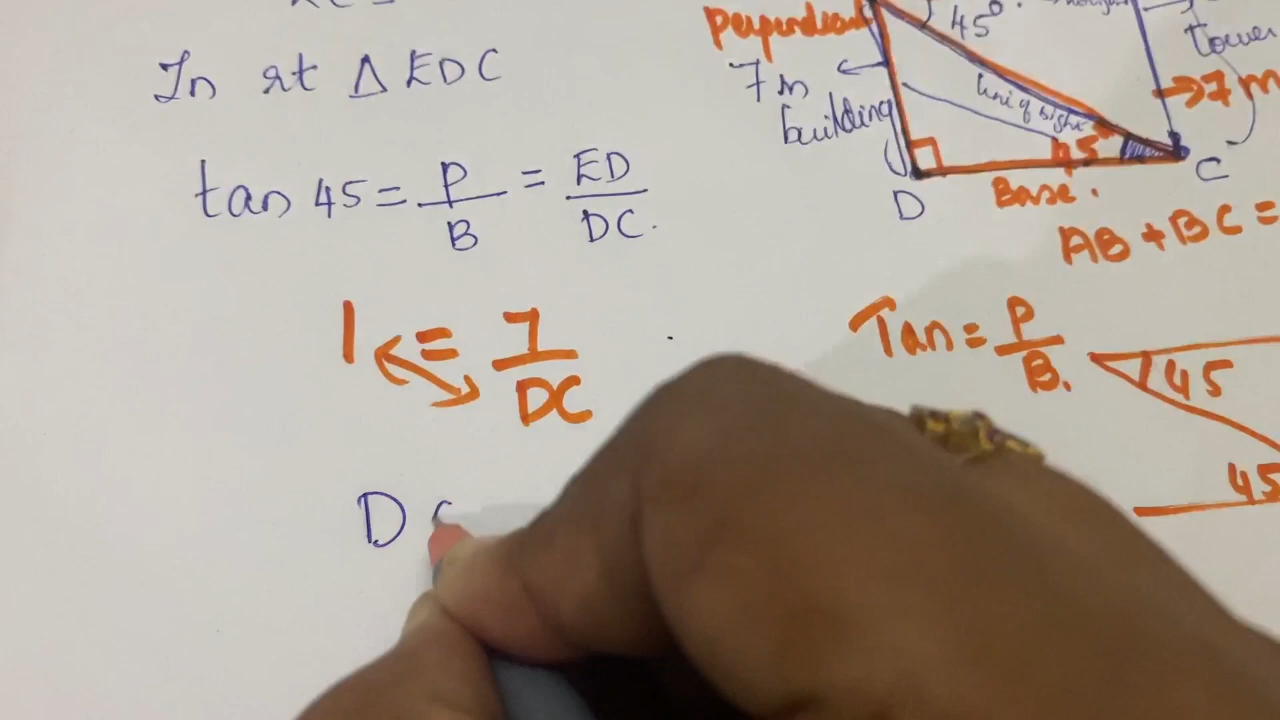 In rt Δ EDC
tan 45 = P/B = ED/DC.
1 = 7/DC
D C
Perpendicular
7 m
building
45°
line of sight
tower
7 m
45°
D
Base.
C
AB + BC =
Tan = P/B.
45
45